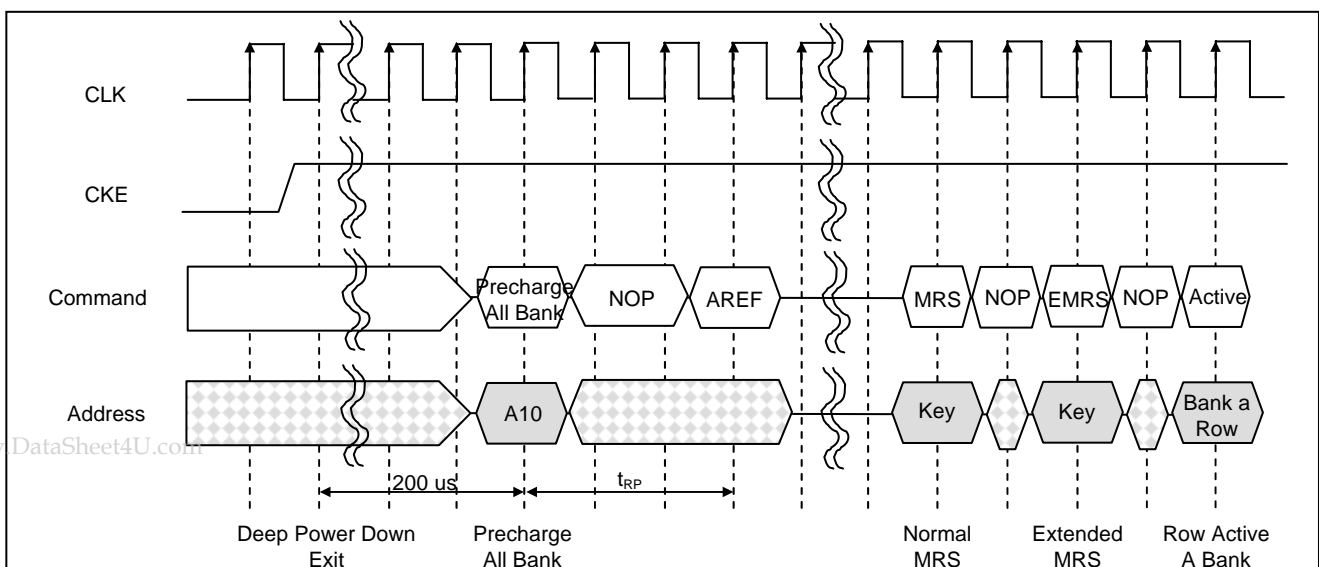 CLK
CKE
Command
Precharge
All Bank
NOP
AREF
MRS
NOP
EMRS
NOP
Active
Address
A10
Key
Key
Bank a
Row
w.DataSheet4U.com
200 us
tRP
Deep Power Down
Exit
Precharge
All Bank
Normal
MRS
Extended
MRS
Row Active
A Bank